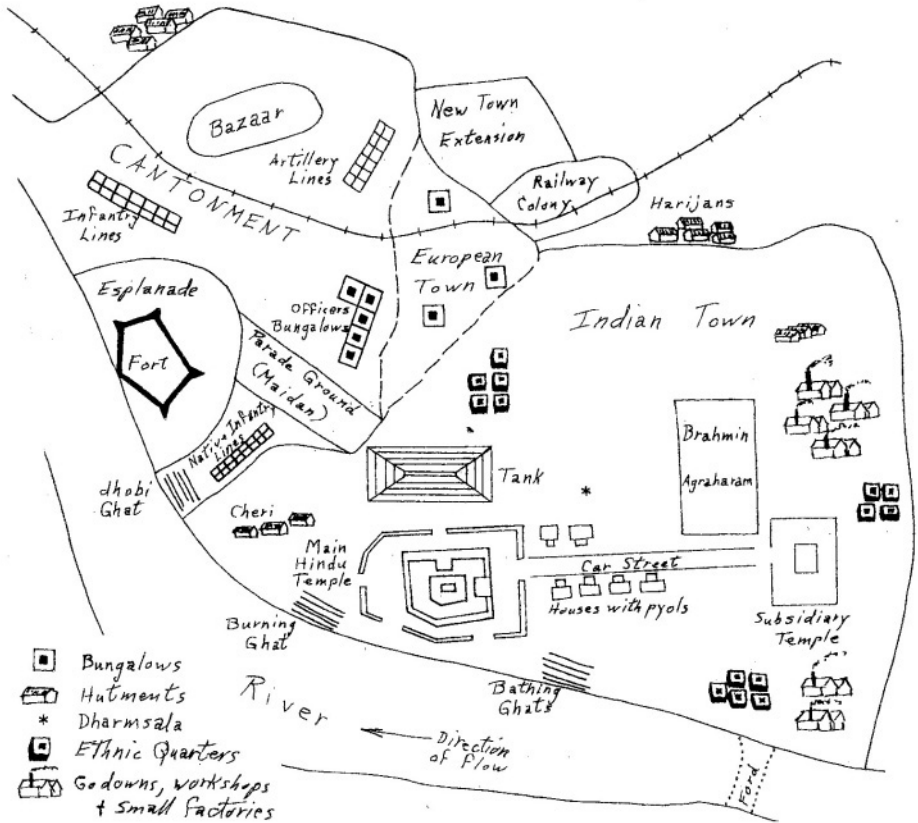 Bazaar
New Town
Extension
CANTONMENT
Artillery
Lines
Railway
Colony
Harijans
Infantry
Lines
European
Town
Esplanade
Officers
Bungalows
Indian Town
Fort
Parade Ground
(Maidan)
Native Infantry
Lines
Brahmin
Agraharam
Tank
dhobi
Ghat
Cheri
Main
Hindu
Temple
Car Street
Houses with pyols
Subsidiary
Temple
Burning
Ghat
Bathing
Ghats
River
Direction
of flow
Ford
Bungalows
Hutments
* Dharmsala
Ethnic Quarters
Godowns, workshops
+ small factories